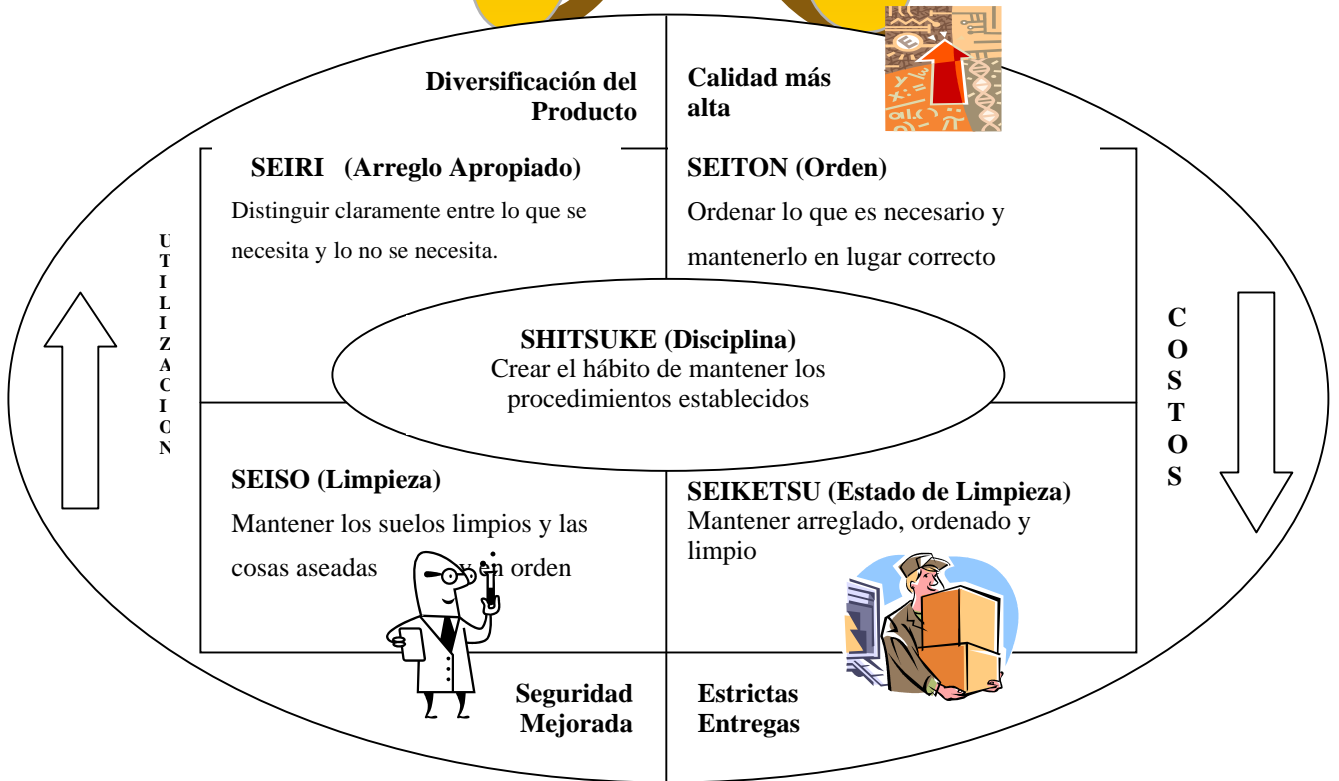 Diversificación del
Producto
Calidad más
alta
SEIRI (Arreglo Apropiado)
Distinguir claramente entre lo que se
necesita y lo no se necesita.
SEITON (Orden)
Ordenar lo que es necesario y
mantenerlo en lugar correcto
UTILIZACION
SHITSUKE (Disciplina)
Crear el hábito de mantener los
procedimientos establecidos
COSTOS
SEISO (Limpieza)
Mantener los suelos limpios y las
cosas aseadas y en orden
SEIKETSU (Estado de Limpieza)
Mantener arreglado, ordenado y
limpio
Seguridad
Mejorada
Estrictas
Entregas